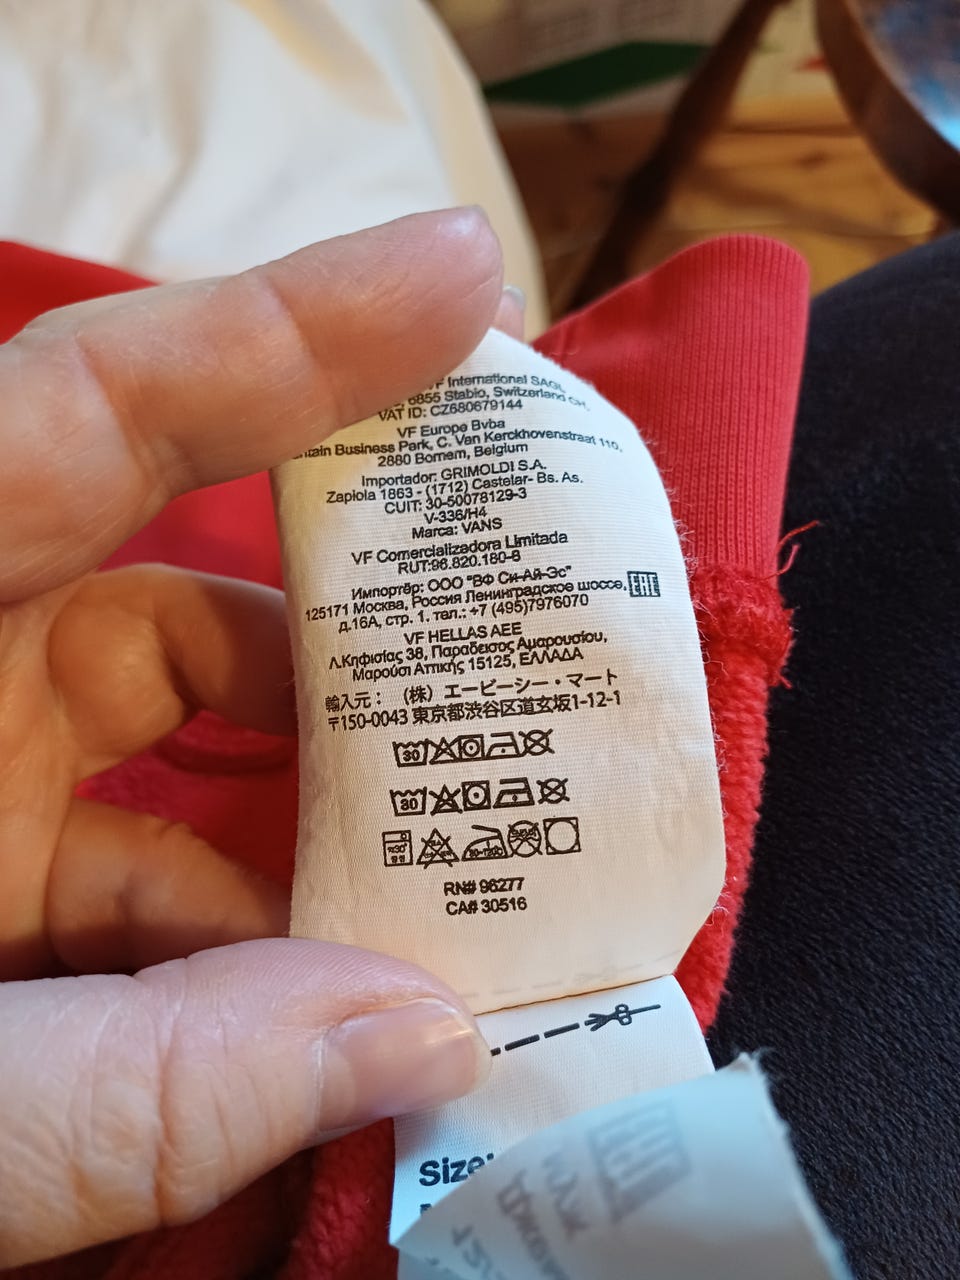 VF International SAGL
6855 Stabio, Switzerland CH,
VAT ID: CZ680679144
VF Europe Bvba
Business Park, C. Van Kerckhovenstraat 110,
2880 Bornem, Belgium
Importador: GRIMOLDI S.A.
Zapiola 1863 - (1712) Castelar- Bs. As.
CUIT: 30-50078129-3
V-336/H4
Marca: VANS
VF Comercializadora Limitada
RUT:96.820.180-8
Импортёр: ООО "ВФ Си-Ай-Эс"
125171 Москва, Россия Ленинградское шоссе, EAC
д.16А, стр. 1. тел.: +7 (495)7976070
VF HELLAS AEE
Λ.Κηφισίας 38, Παραδεισος Αμαρουσίου,
Μαρούσι Αττικής 15125, ΕΛΛΑΔΑ
輸入元： （株）エービーシー・マート
〒150-0043 東京都渋谷区道玄坂1-12-1
30
30
RN# 96277
CA# 30516
Size: